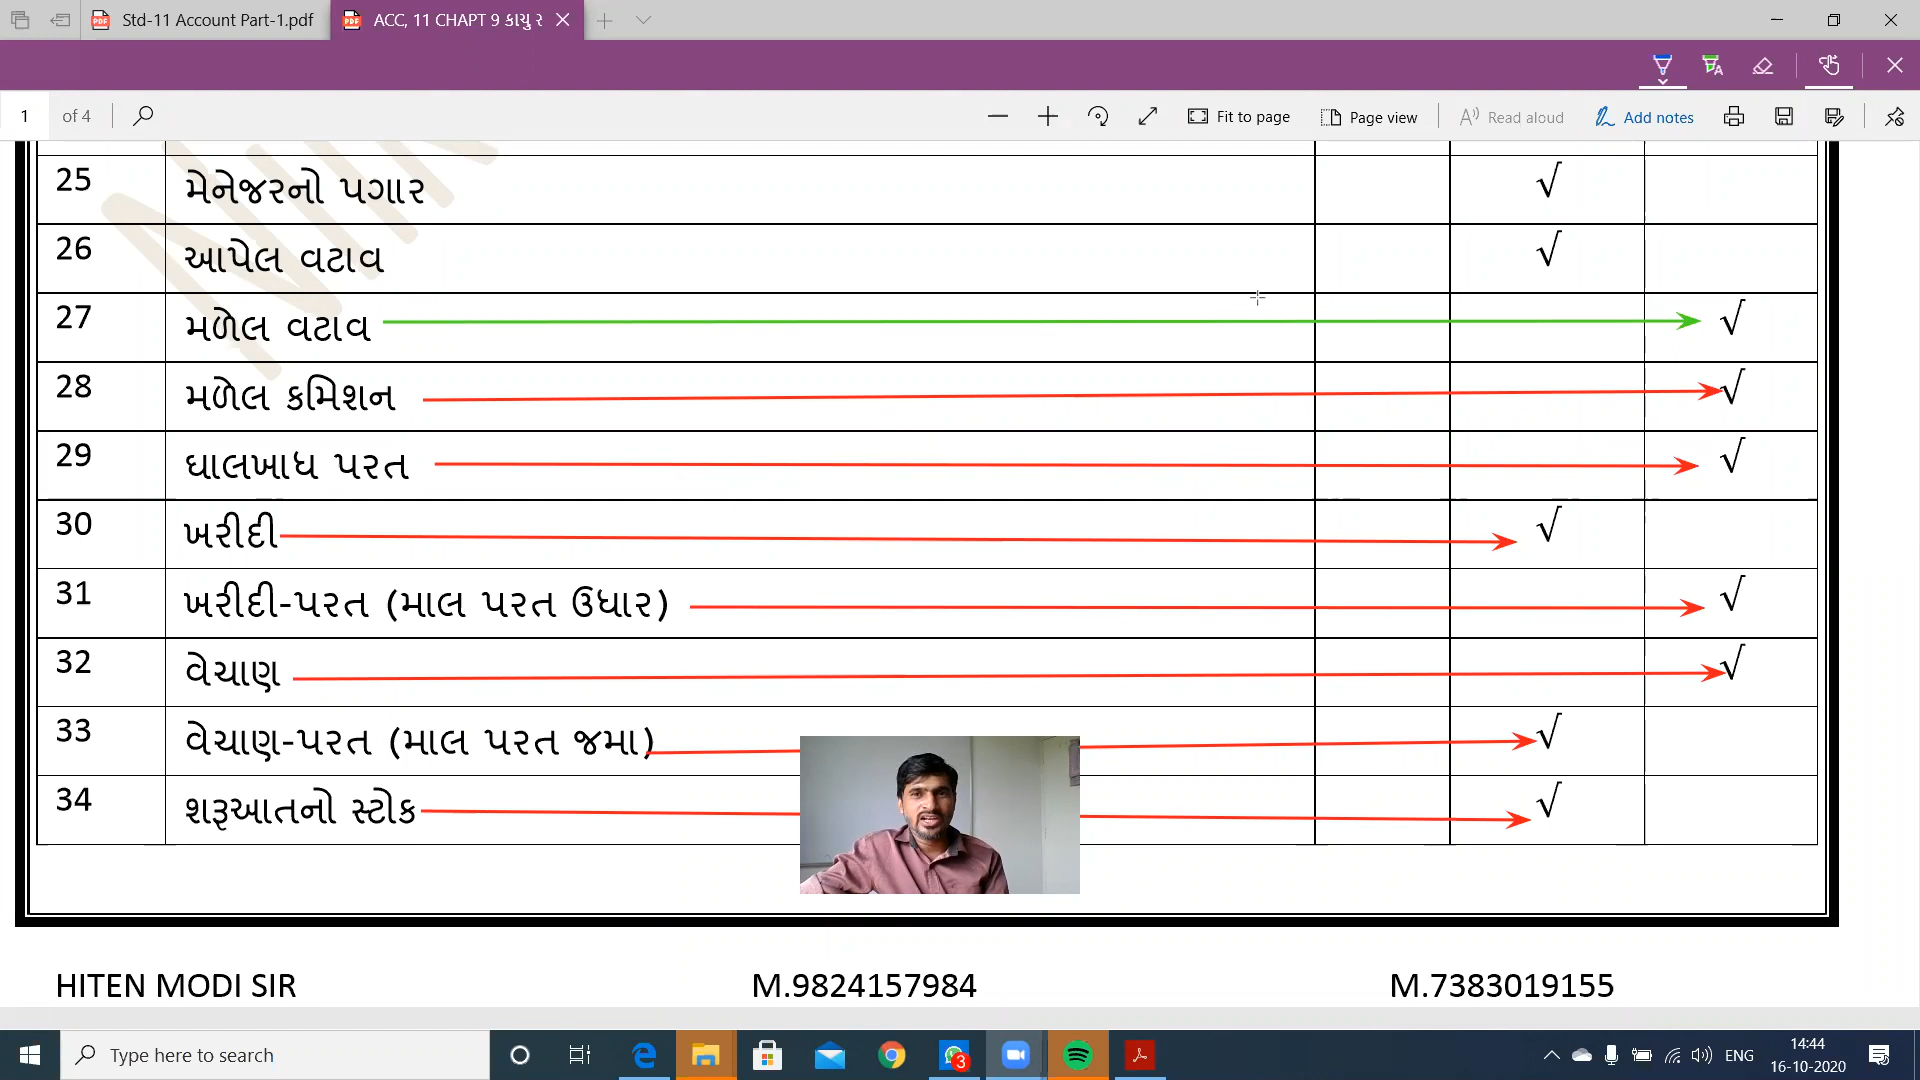 Std-11 Account Part-1.pdf
ACC, 11 CHAPT 9 કાચુ ર
1 of 4
Fit to page
Page view
Read aloud
Add notes
25 મેનેજરનો પગાર √
26 આપેલ વટાવ √
27 મળેલ વટાવ √
28 મળેલ કમિશન √
29 ઘાલખાધ પરત √
30 ખરીદી √
31 ખરીદી-પરત (માલ પરત ઉધાર) √
32 વેચાણ √
33 વેચાણ-પરત (માલ પરત જમા) √
34 શરૂઆતનો સ્ટોક √
HITEN MODI SIR M.9824157984 M.7383019155
Type here to search
3
ENG
14:44
16-10-2020